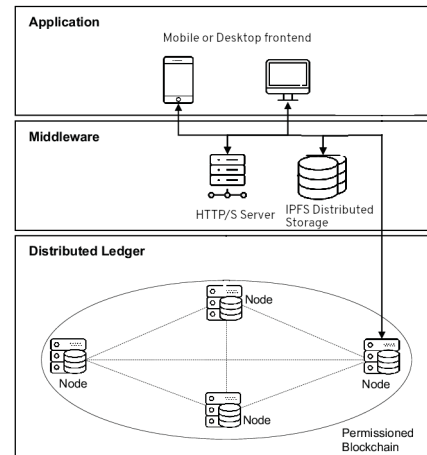 Application
Mobile or Desktop frontend
Middleware
HTTP/S Server
IPFS Distributed
Storage
Distributed Ledger
Node
Node
Node
Node
Permissioned
Blockchain